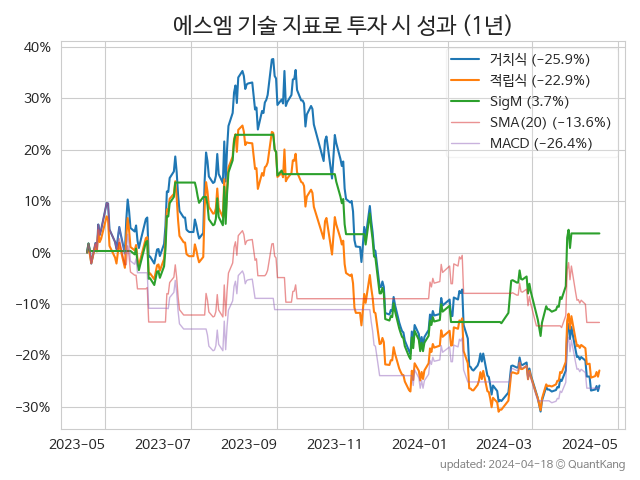 에스엠 기술 지표로 투자 시 성과 (1년)
40%
30%
20%
10%
0%
−10%
−20%
−30%
거치식 (−25.9%)
적립식 (−22.9%)
SigM (3.7%)
SMA(20) (−13.6%)
MACD (−26.4%)
2023-05 2023-07 2023-09 2023-11 2024-01 2024-03 2024-05
updated: 2024-04-18 © QuantKang